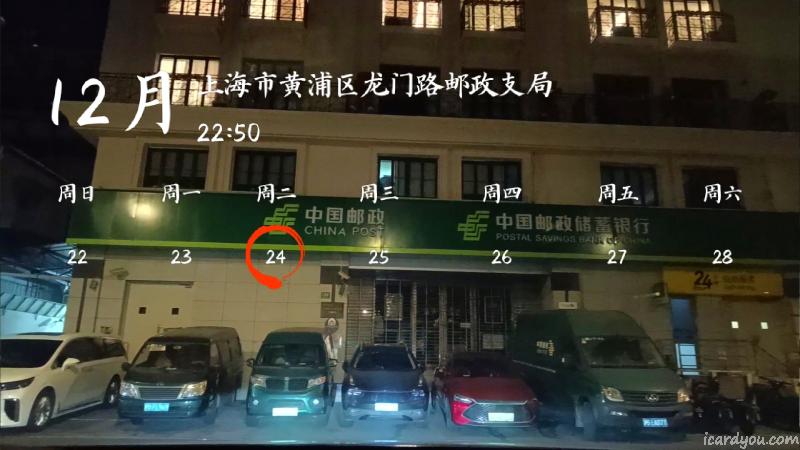 12月
上海市黄浦区龙门路邮政支局
22:50
周日 周一 周二 周三 周四 周五 周六
中国邮政 中国邮政储蓄银行
CHINA POST POSTAL SAVINGS BANK OF CHINA
22 23 24 25 26 27 28
24
icardyou.com